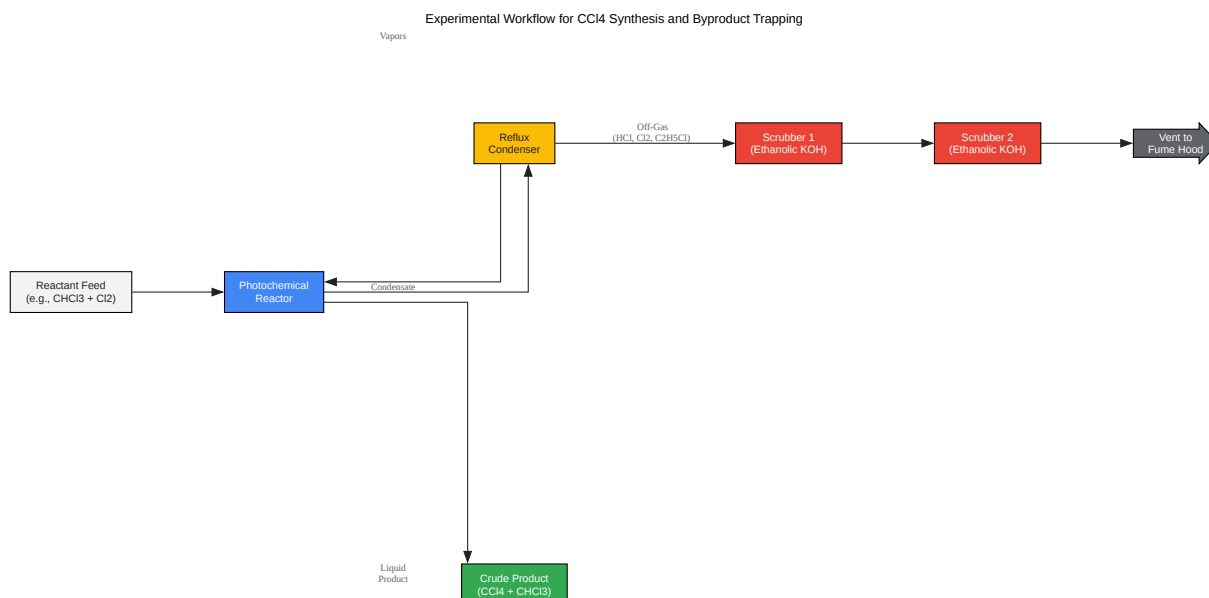 Experimental Workflow for CCl4 Synthesis and Byproduct Trapping
Vapors
Reflux
Condenser
Off-Gas
(HCl, Cl2, C2H5Cl)
Scrubber 1
(Ethanolic KOH)
Scrubber 2
(Ethanolic KOH)
Vent to
Fume Hood
Reactant Feed
(e.g., CHCl3 + Cl2)
Photochemical
Reactor
Condensate
Liquid
Product
Crude Product
(CCl4 + CHCl3)